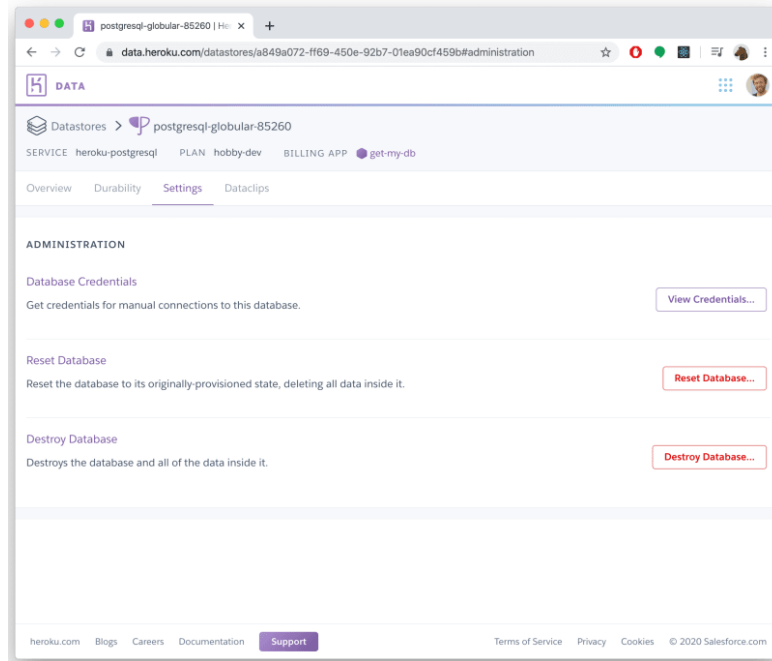 postgresql-globular-85260 | He
data.heroku.com/datastores/a849a072-ff69-450e-92b7-01ea90cf459b#administration
DATA
Datastores > postgresql-globular-85260
SERVICE heroku-postgresql PLAN hobby-dev BILLING APP get-my-db
Overview Durability Settings Dataclips
ADMINISTRATION
Database Credentials
Get credentials for manual connections to this database.
View Credentials...
Reset Database
Reset the database to its originally-provisioned state, deleting all data inside it.
Reset Database...
Destroy Database
Destroys the database and all of the data inside it.
Destroy Database...
heroku.com Blogs Careers Documentation Support Terms of Service Privacy Cookies © 2020 Salesforce.com